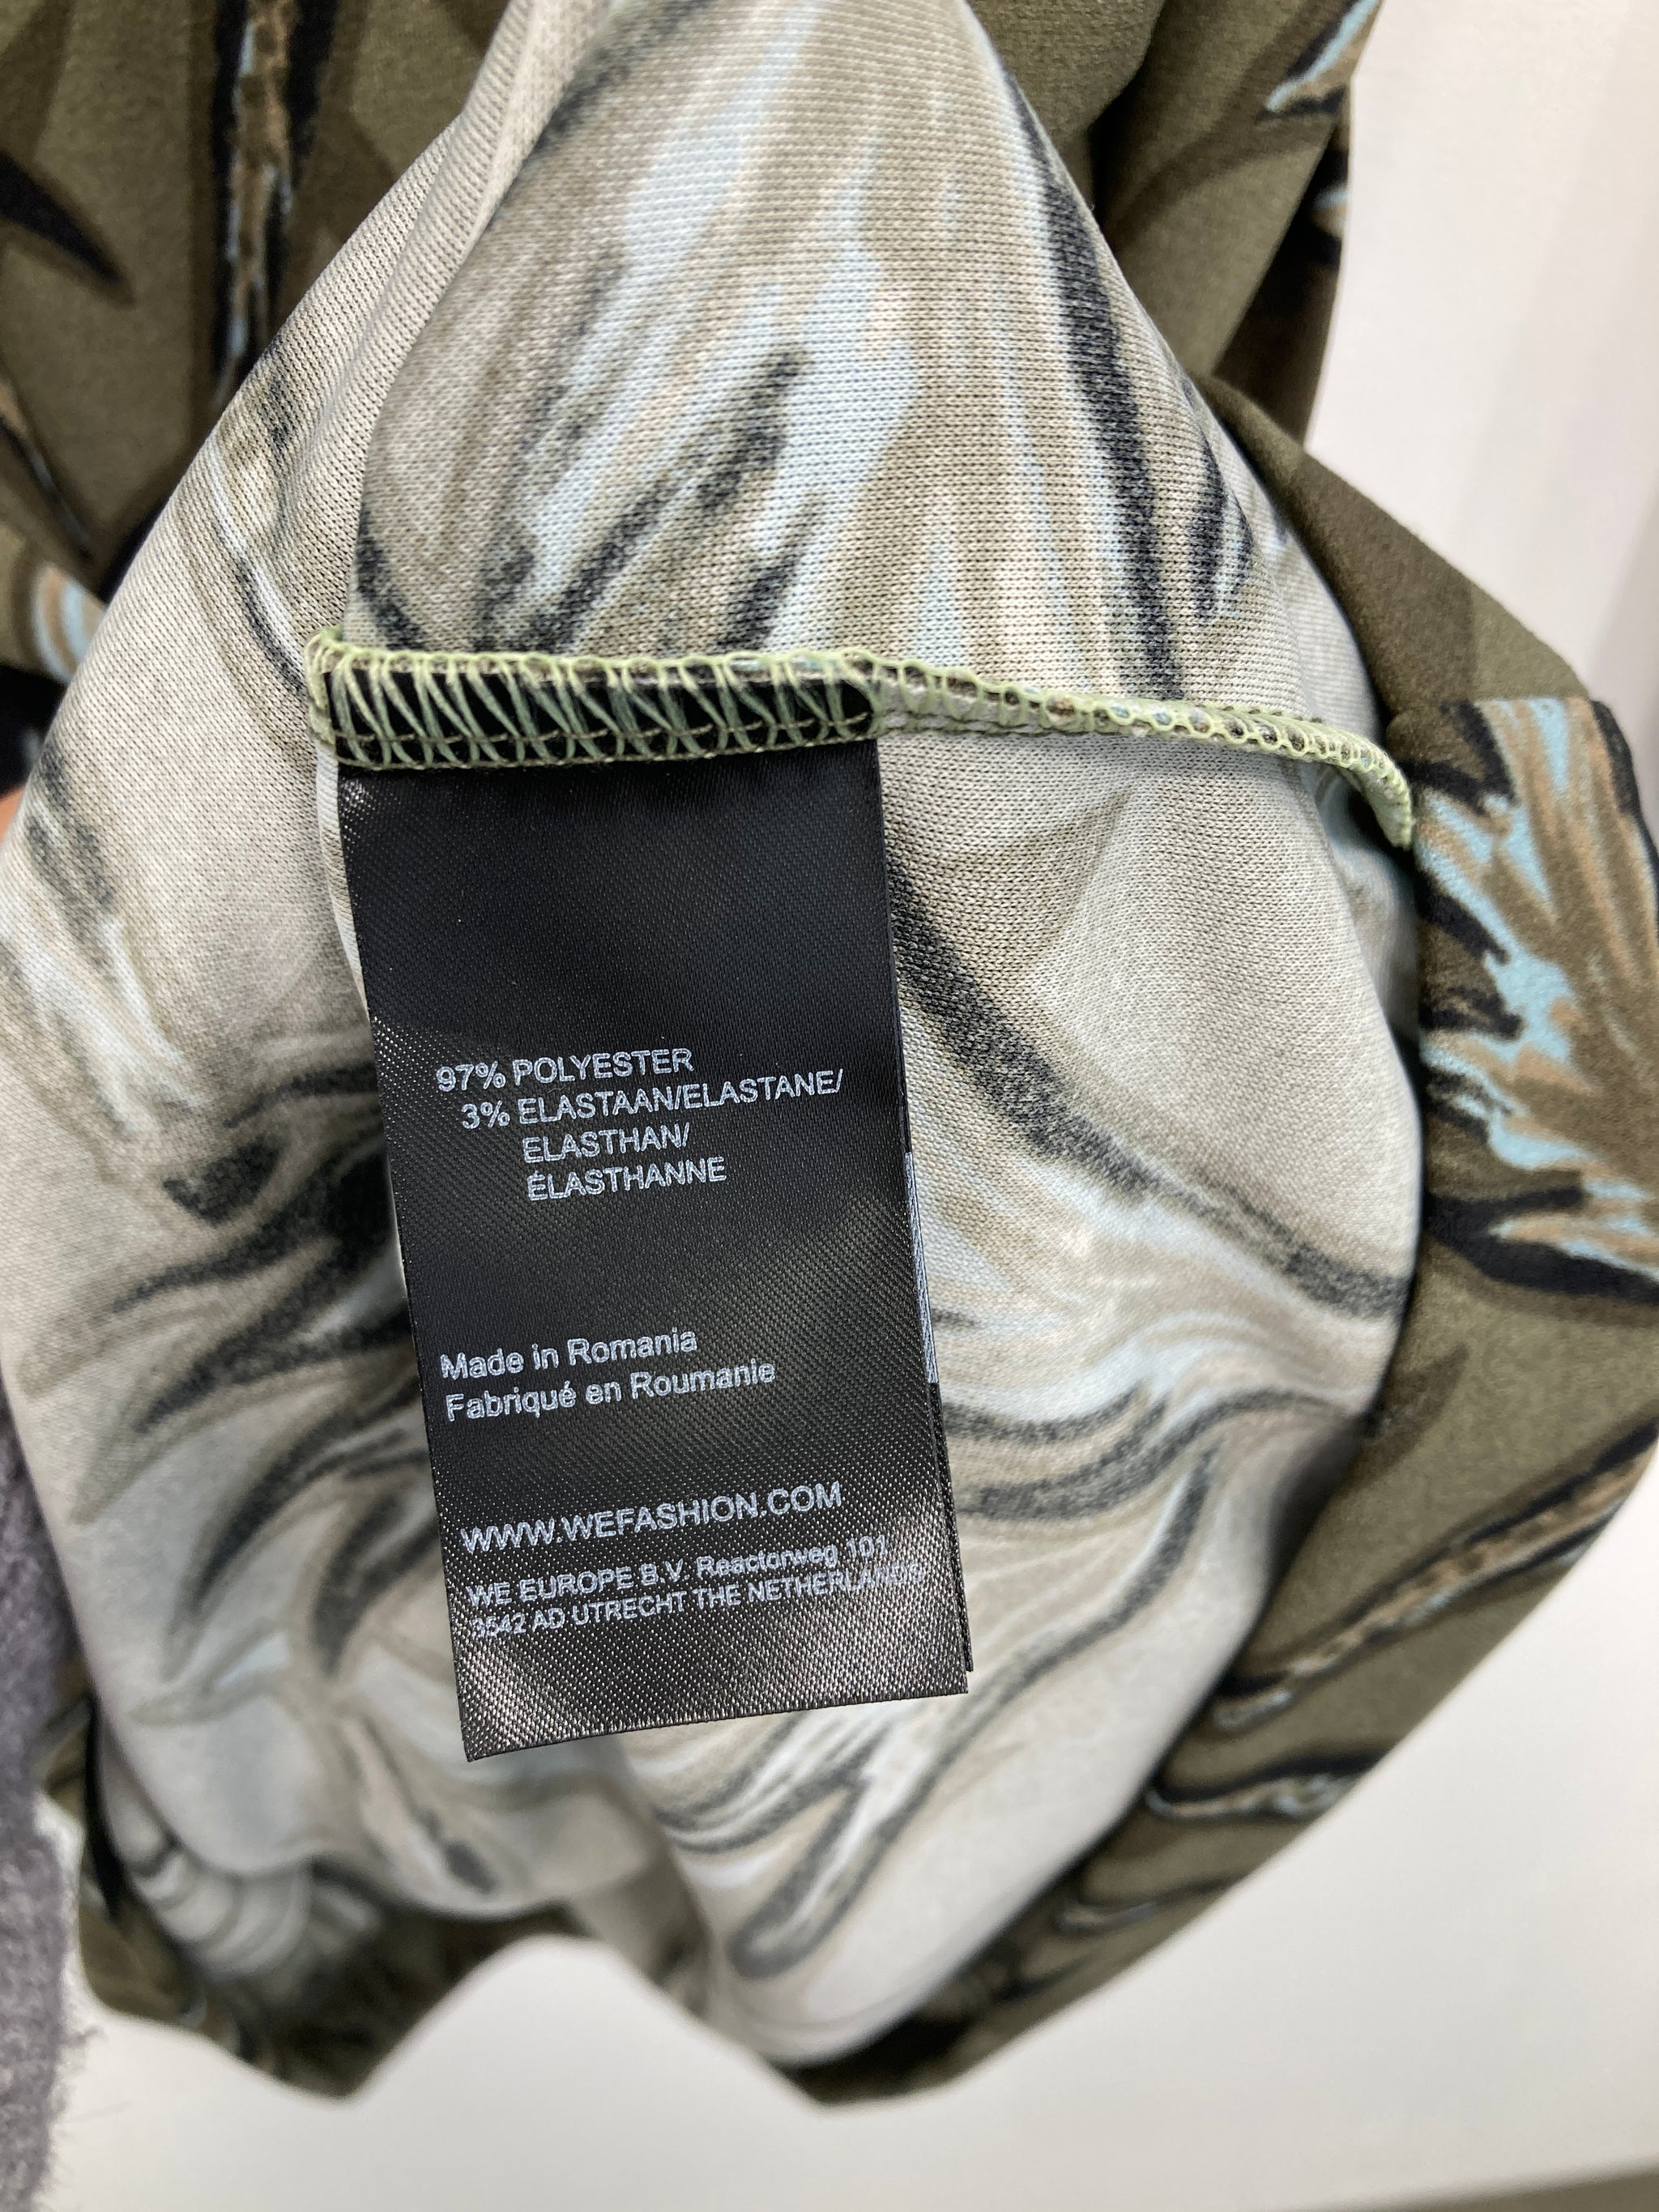 97% POLYESTER
3% ELASTAAN/ELASTANE/
ELASTHAN/
ÉLASTHANNE
Made in Romania
Fabriqué en Roumanie
WWW.WEFASHION.COM
WE EUROPE B.V. Reactorweg 101
3542 AD UTRECHT THE NETHERLANDS